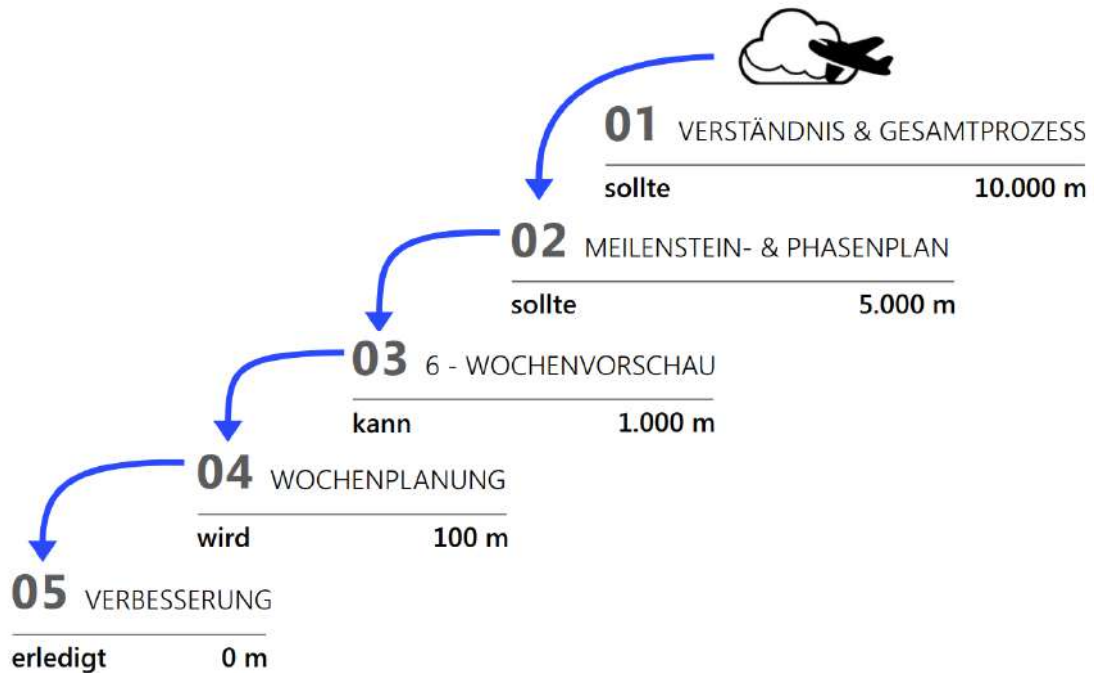 01 VERSTÄNDNIS & GESAMTPROZESS
sollte 10.000 m
02 MEILENSTEIN- & PHASENPLAN
sollte 5.000 m
03 6 - WOCHENVORSCHAU
kann 1.000 m
04 WOCHENPLANUNG
wird 100 m
05 VERBESSERUNG
erledigt 0 m